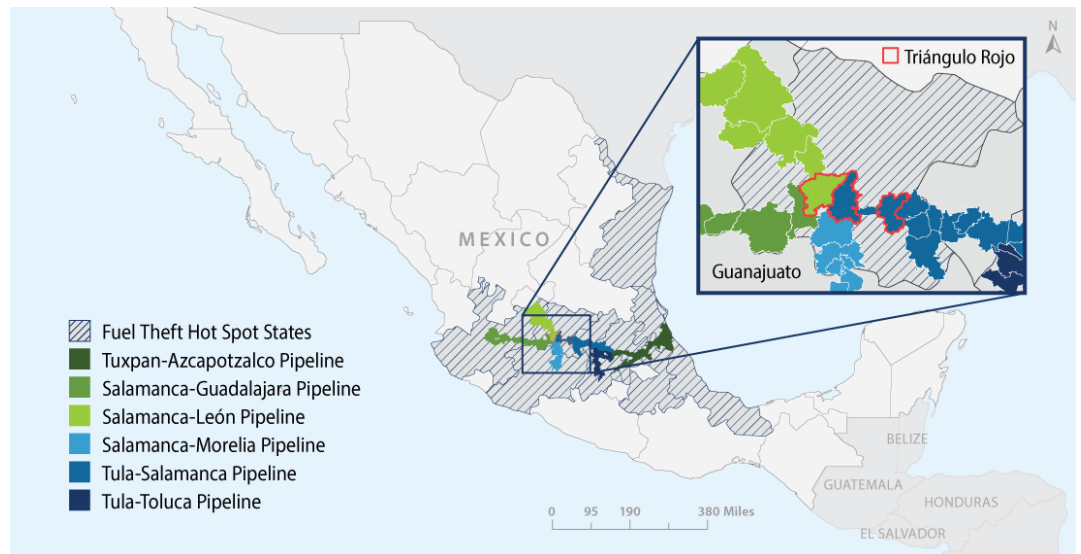 N
Triángulo Rojo
MEXICO
Guanajuato
Fuel Theft Hot Spot States
Tuxpan-Azcapotzalco Pipeline
Salamanca-Guadalajara Pipeline
Salamanca-León Pipeline
Salamanca-Morelia Pipeline
Tula-Salamanca Pipeline
Tula-Toluca Pipeline
BELIZE
GUATEMALA
HONDURAS
EL SALVADOR
0 95 190 380 Miles